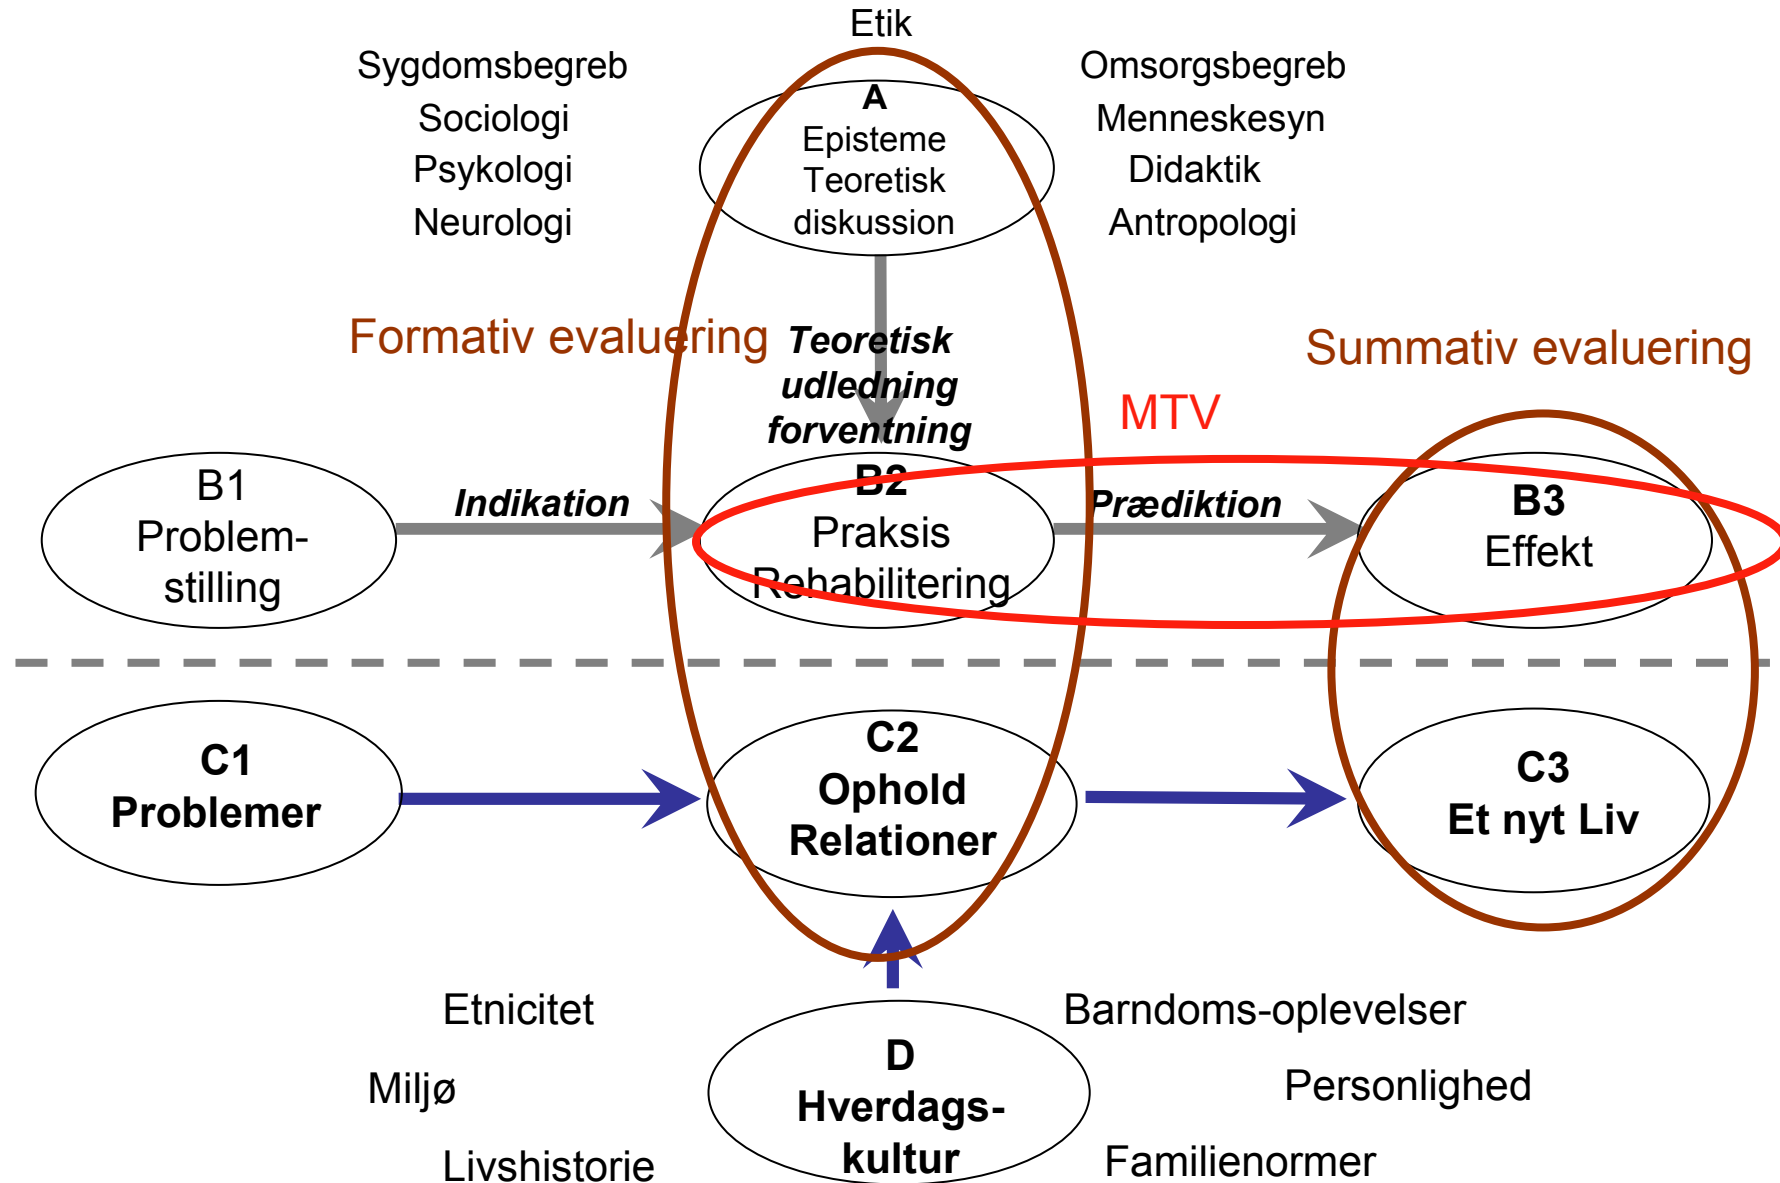 Etik
Sygdomsbegreb
Sociologi
Psykologi
Neurologi
A
Episteme
Teoretisk
diskussion
Omsorgsbegreb
Menneskesyn
Didaktik
Antropologi
Formativ evaluering
Teoretisk
udledning
forventning
Summativ evaluering
MTV
B1
Problem-
stilling
Indikation
B2
Praksis
Rehabilitering
Prædiktion
B3
Effekt
C1
Problemer
C2
Ophold
Relationer
C3
Et nyt Liv
Etnicitet
Miljø
Livshistorie
D
Hverdags-
kultur
Barndoms-oplevelser
Personlighed
Familienormer